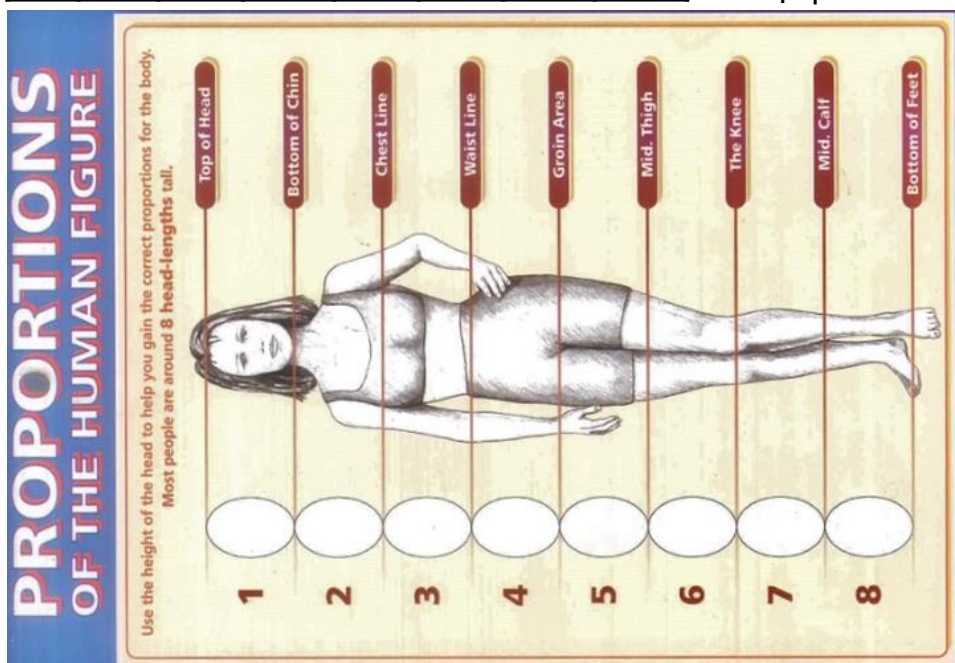 PROPORTIONS
OF THE HUMAN FIGURE
Use the height of the head to help you gain the correct proportions for the body.
Most people are around 8 head-lengths tall.
Top of Head
Bottom of Chin
Chest Line
Waist Line
Groin Area
Mid. Thigh
The Knee
Mid. Calf
Bottom of Feet
1
2
3
4
5
6
7
8